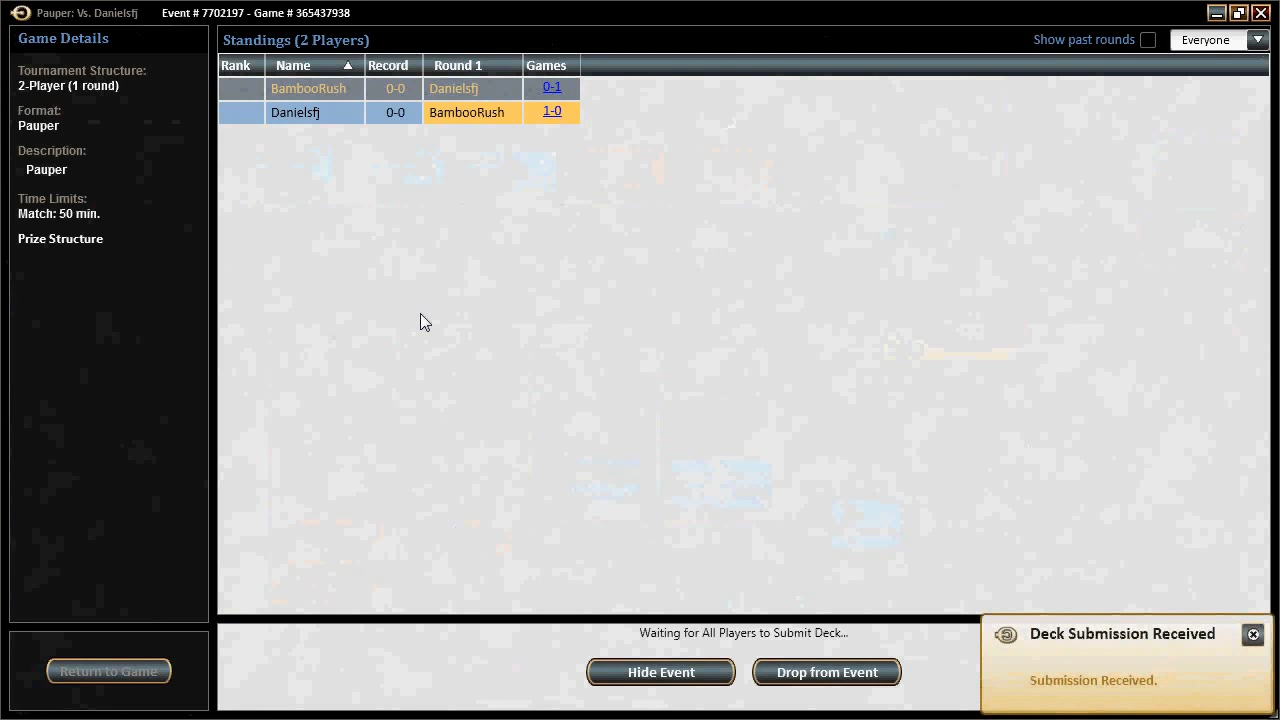 Pauper: Vs. Danielsfj Event # 7702197 - Game # 365437938
Game Details
Tournament Structure:
2-Player (1 round)
Format:
Pauper
Description:
Pauper
Time Limits:
Match: 50 min.
Prize Structure
Return to Game
Standings (2 Players) Show past rounds Everyone
Rank Name Record Round 1 Games
BambooRush 0-0 Danielsfj 0-1
Danielsfj 0-0 BambooRush 1-0
Waiting for All Players to Submit Deck...
Hide Event Drop from Event
Deck Submission Received
Submission Received.